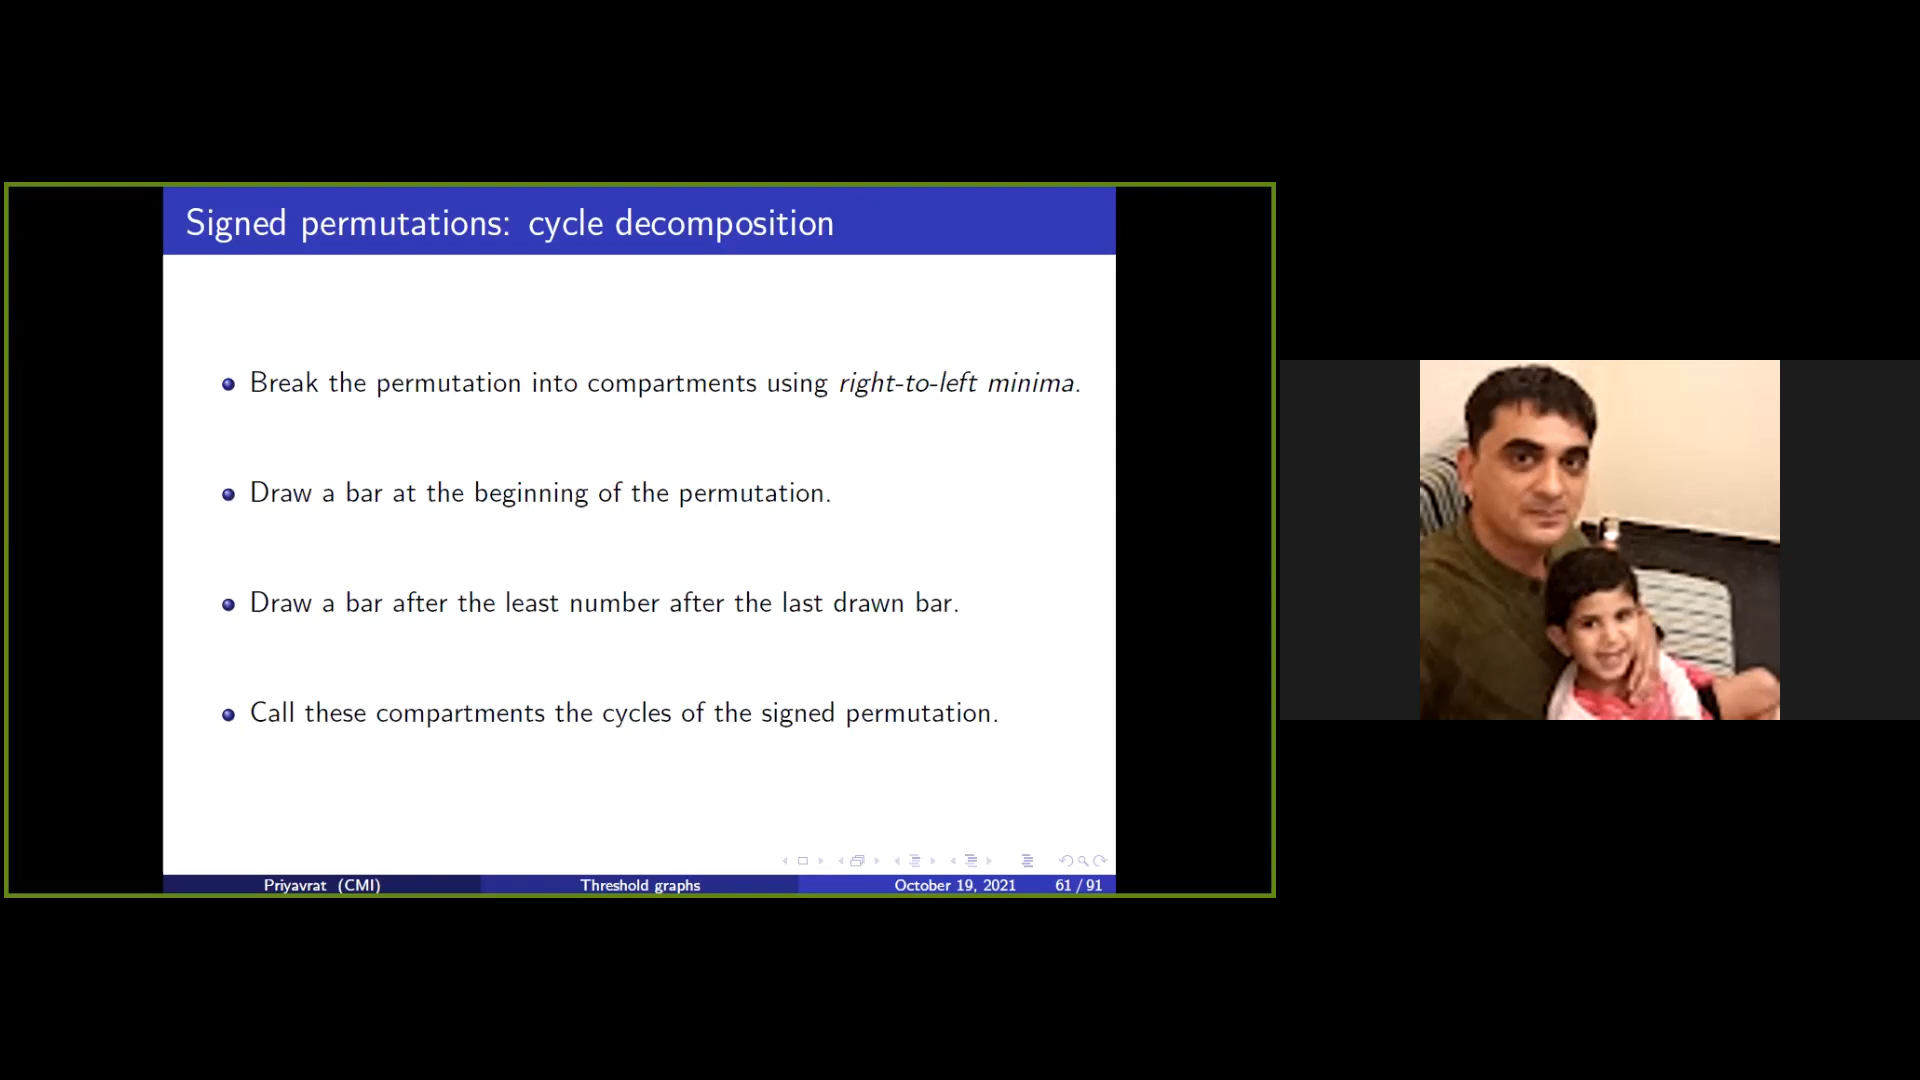 Signed permutations: cycle decomposition
Break the permutation into compartments using right-to-left minima.
Draw a bar at the beginning of the permutation.
Draw a bar after the least number after the last drawn bar.
Call these compartments the cycles of the signed permutation.
Priyavrat (CMI) Threshold graphs October 19, 2021 61 / 91